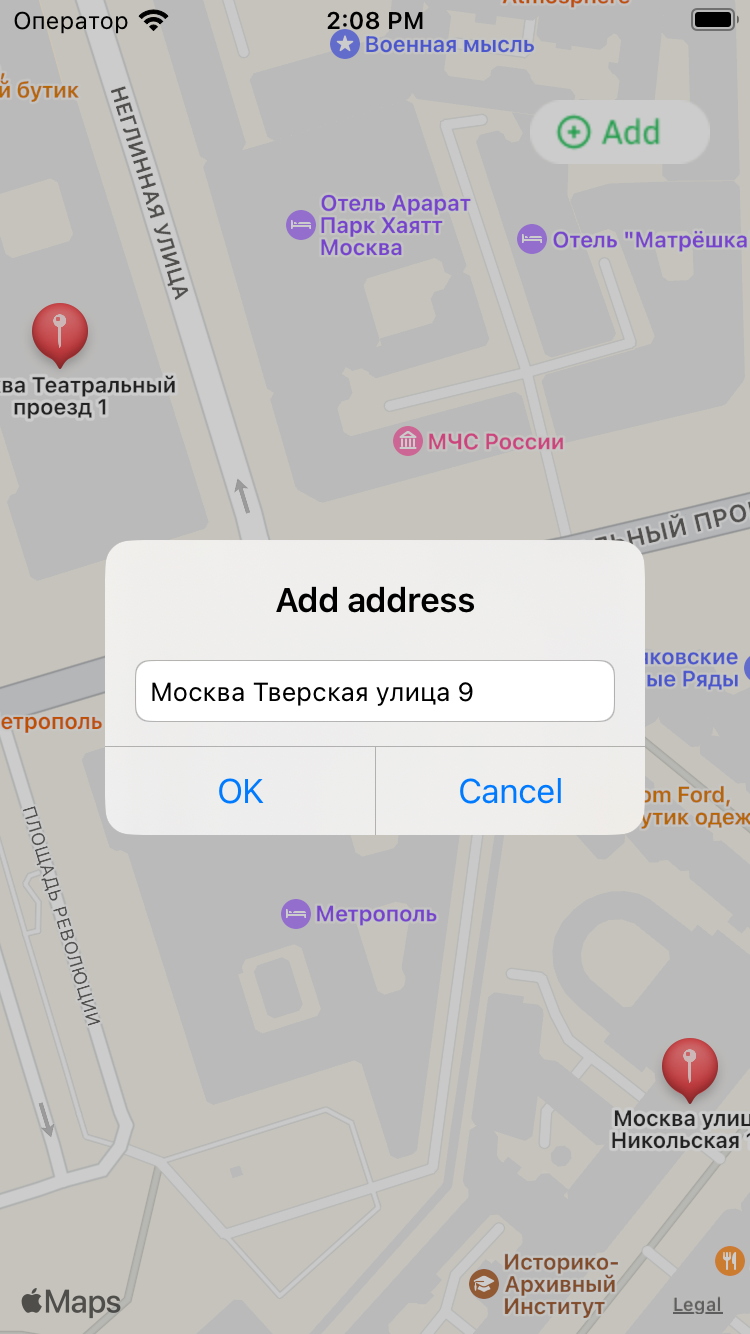 Оператор
2:08 PM
Военная мысль
й бутик
Add
НЕГЛИННАЯ УЛИЦА
Отель Арарат
Парк Хаятт
Москва
Отель "Матрёшка
ва Театральный
проезд 1
МЧС России
ЛЬНЫЙ ПРО
Add address
Москва Тверская улица 9
OK
Cancel
иковские
ые Ряды
етрополь
om Ford,
утик одеж
ПЛОЩАДЬ РЕВОЛЮЦИИ
Метрополь
Москва улиц
Никольская 1
Историко-
Архивный
Институт
Maps
Legal